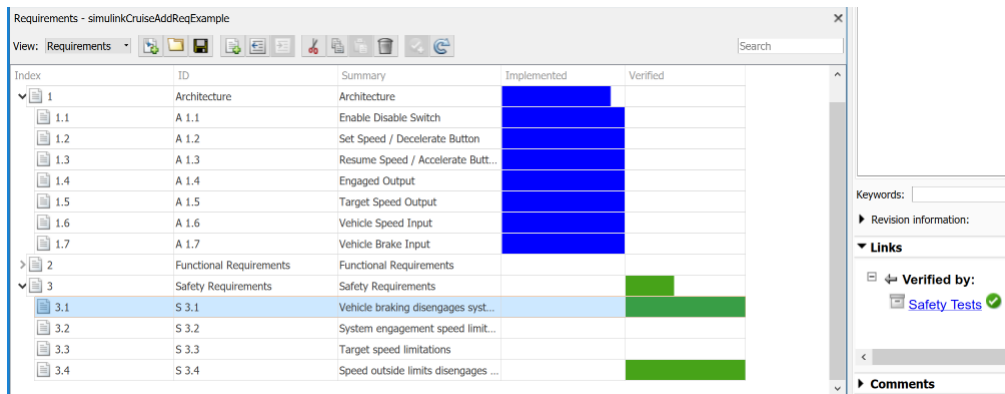 Requirements - simulinkCruiseAddReqExample
View: Requirements
Search
Index ID Summary Implemented Verified
1 Architecture Architecture
1.1 A 1.1 Enable Disable Switch
1.2 A 1.2 Set Speed / Decelerate Button
1.3 A 1.3 Resume Speed / Accelerate Butt...
1.4 A 1.4 Engaged Output
1.5 A 1.5 Target Speed Output
1.6 A 1.6 Vehicle Speed Input
1.7 A 1.7 Vehicle Brake Input
2 Functional Requirements Functional Requirements
3 Safety Requirements Safety Requirements
3.1 S 3.1 Vehicle braking disengages syst...
3.2 S 3.2 System engagement speed limit...
3.3 S 3.3 Target speed limitations
3.4 S 3.4 Speed outside limits disengages ...
Keywords:
Revision information:
Links
Verified by:
Safety Tests
Comments